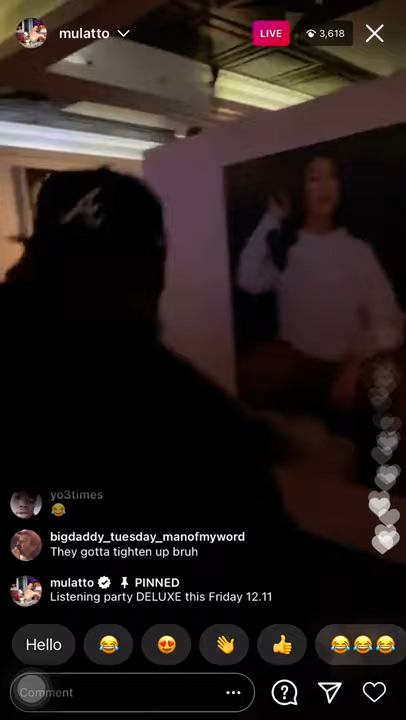 mulatto
LIVE
3,618
A
yo3times
😂
bigdaddy_tuesday_manofmyword
They gotta tighten up bruh
mulatto PINNED
Listening party DELUXE this Friday 12.11
Hello 😂 😍 👋 👍 😂😂😂
Comment